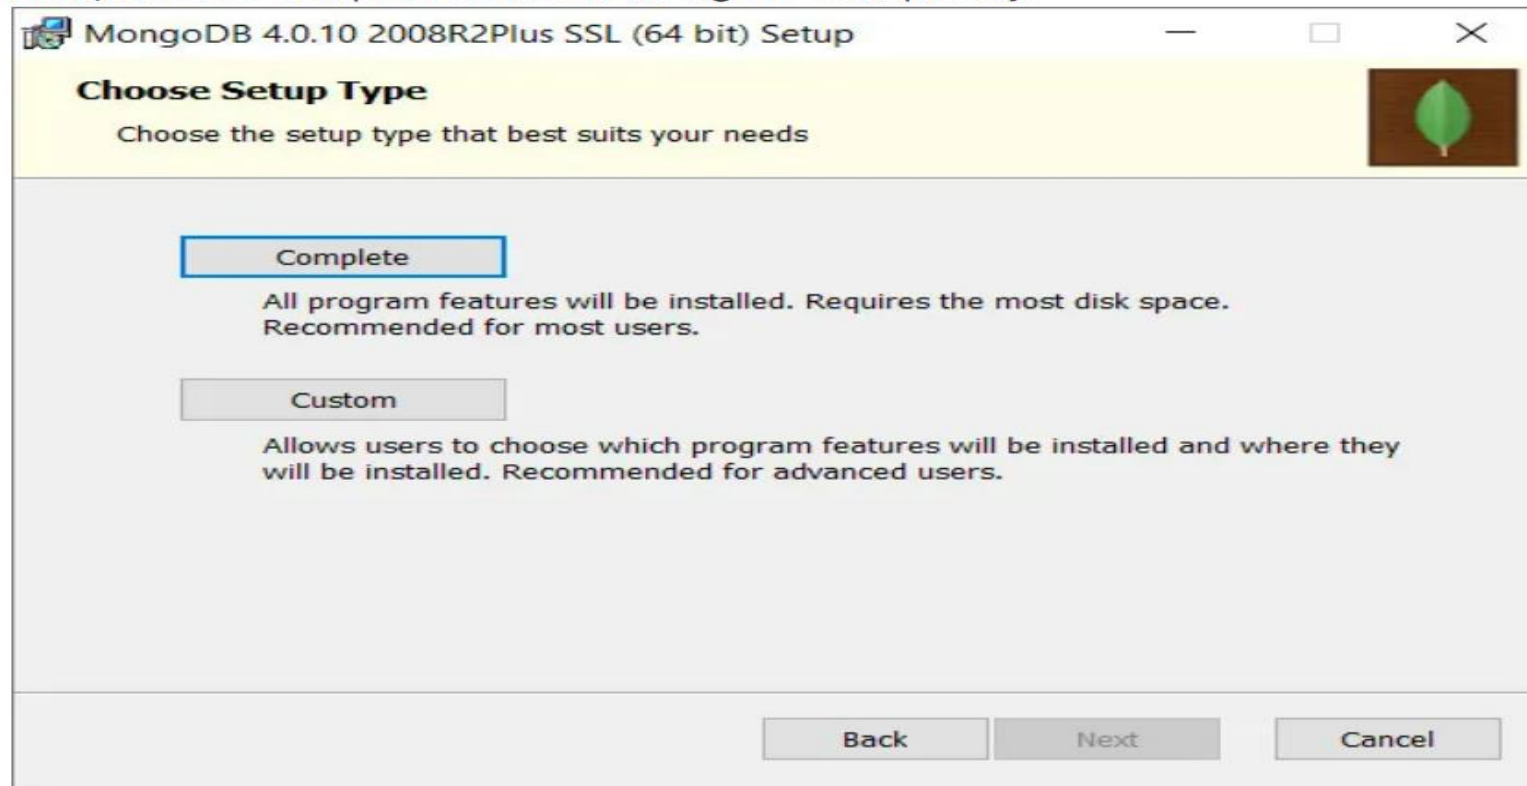 MongoDB 4.0.10 2008R2Plus SSL (64 bit) Setup
Choose Setup Type
Choose the setup type that best suits your needs
Complete
All program features will be installed. Requires the most disk space.
Recommended for most users.
Custom
Allows users to choose which program features will be installed and where they
will be installed. Recommended for advanced users.
Back
Next
Cancel